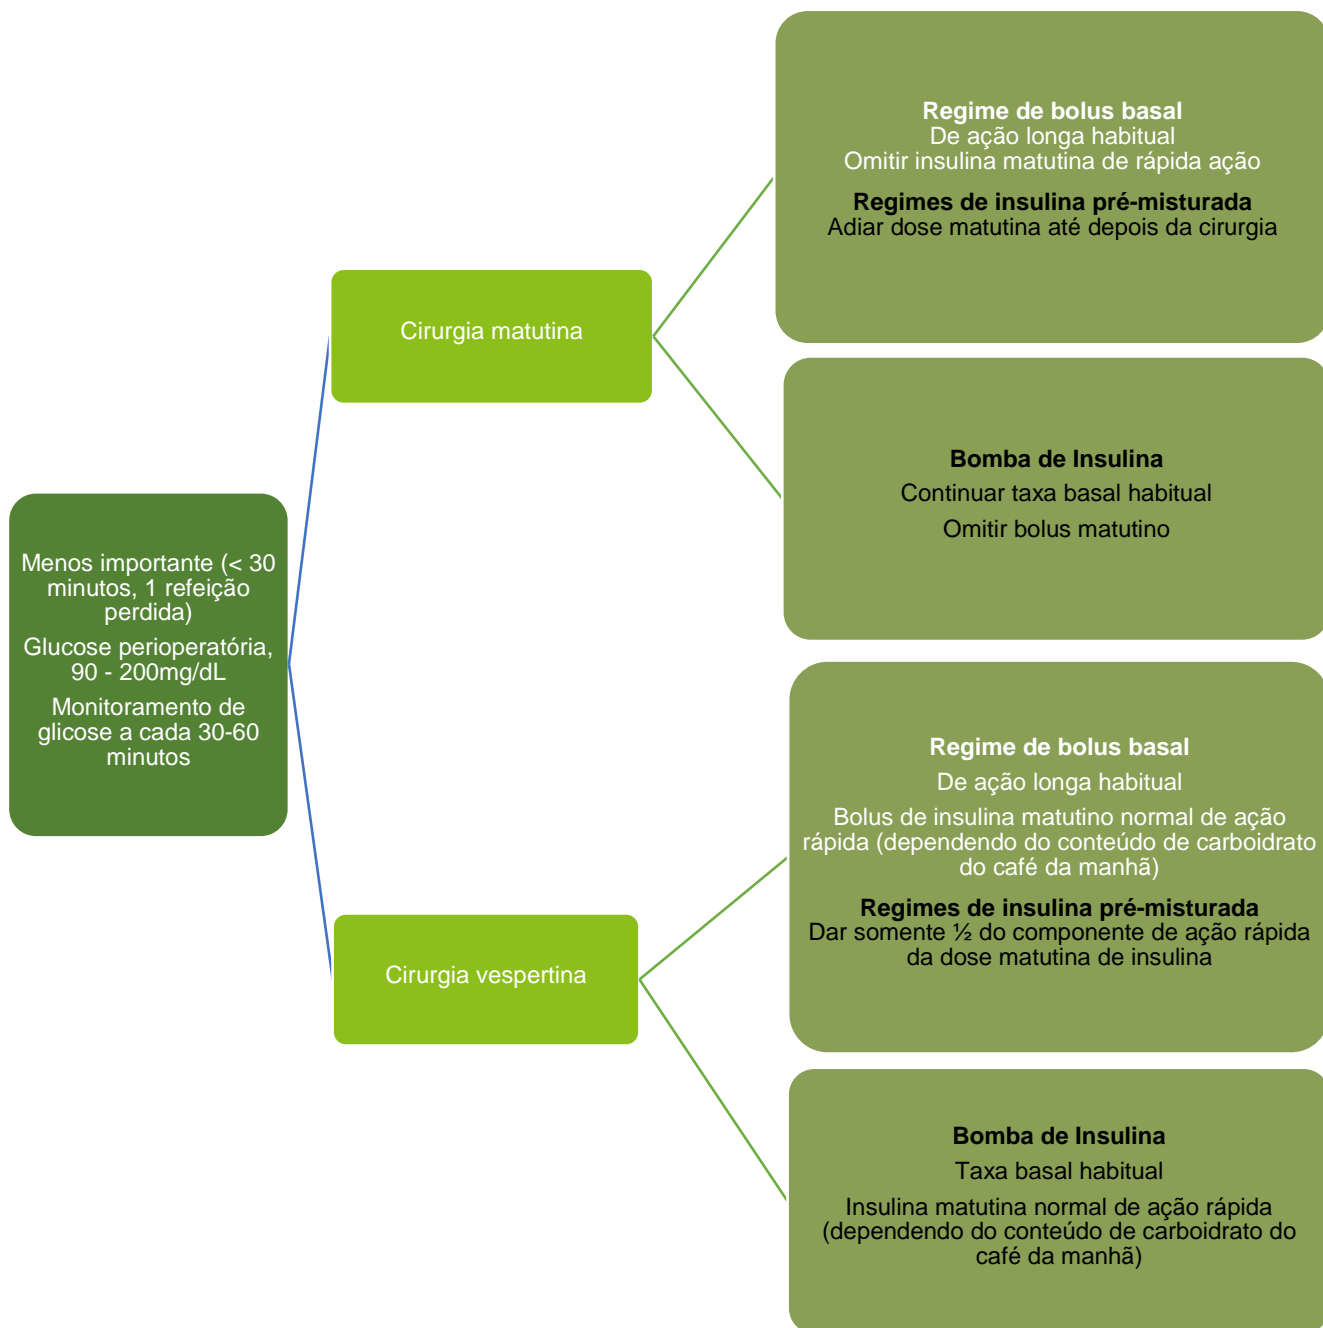 Menos importante (< 30
minutos, 1 refeição
perdida)
Glucose perioperatória,
90 - 200mg/dL
Monitoramento de
glicose a cada 30-60
minutos
Cirurgia matutina
Regime de bolus basal
De ação longa habitual
Omitir insulina matutina de rápida ação
Regimes de insulina pré-misturada
Adiar dose matutina até depois da cirurgia
Bomba de Insulina
Continuar taxa basal habitual
Omitir bolus matutino
Cirurgia vespertina
Regime de bolus basal
De ação longa habitual
Bolus de insulina matutino normal de ação
rápida (dependendo do conteúdo de carboidrato
do café da manhã)
Regimes de insulina pré-misturada
Dar somente ½ do componente de ação rápida
da dose matutina de insulina
Bomba de Insulina
Taxa basal habitual
Insulina matutina normal de ação rápida
(dependendo do conteúdo de carboidrato do
café da manhã)